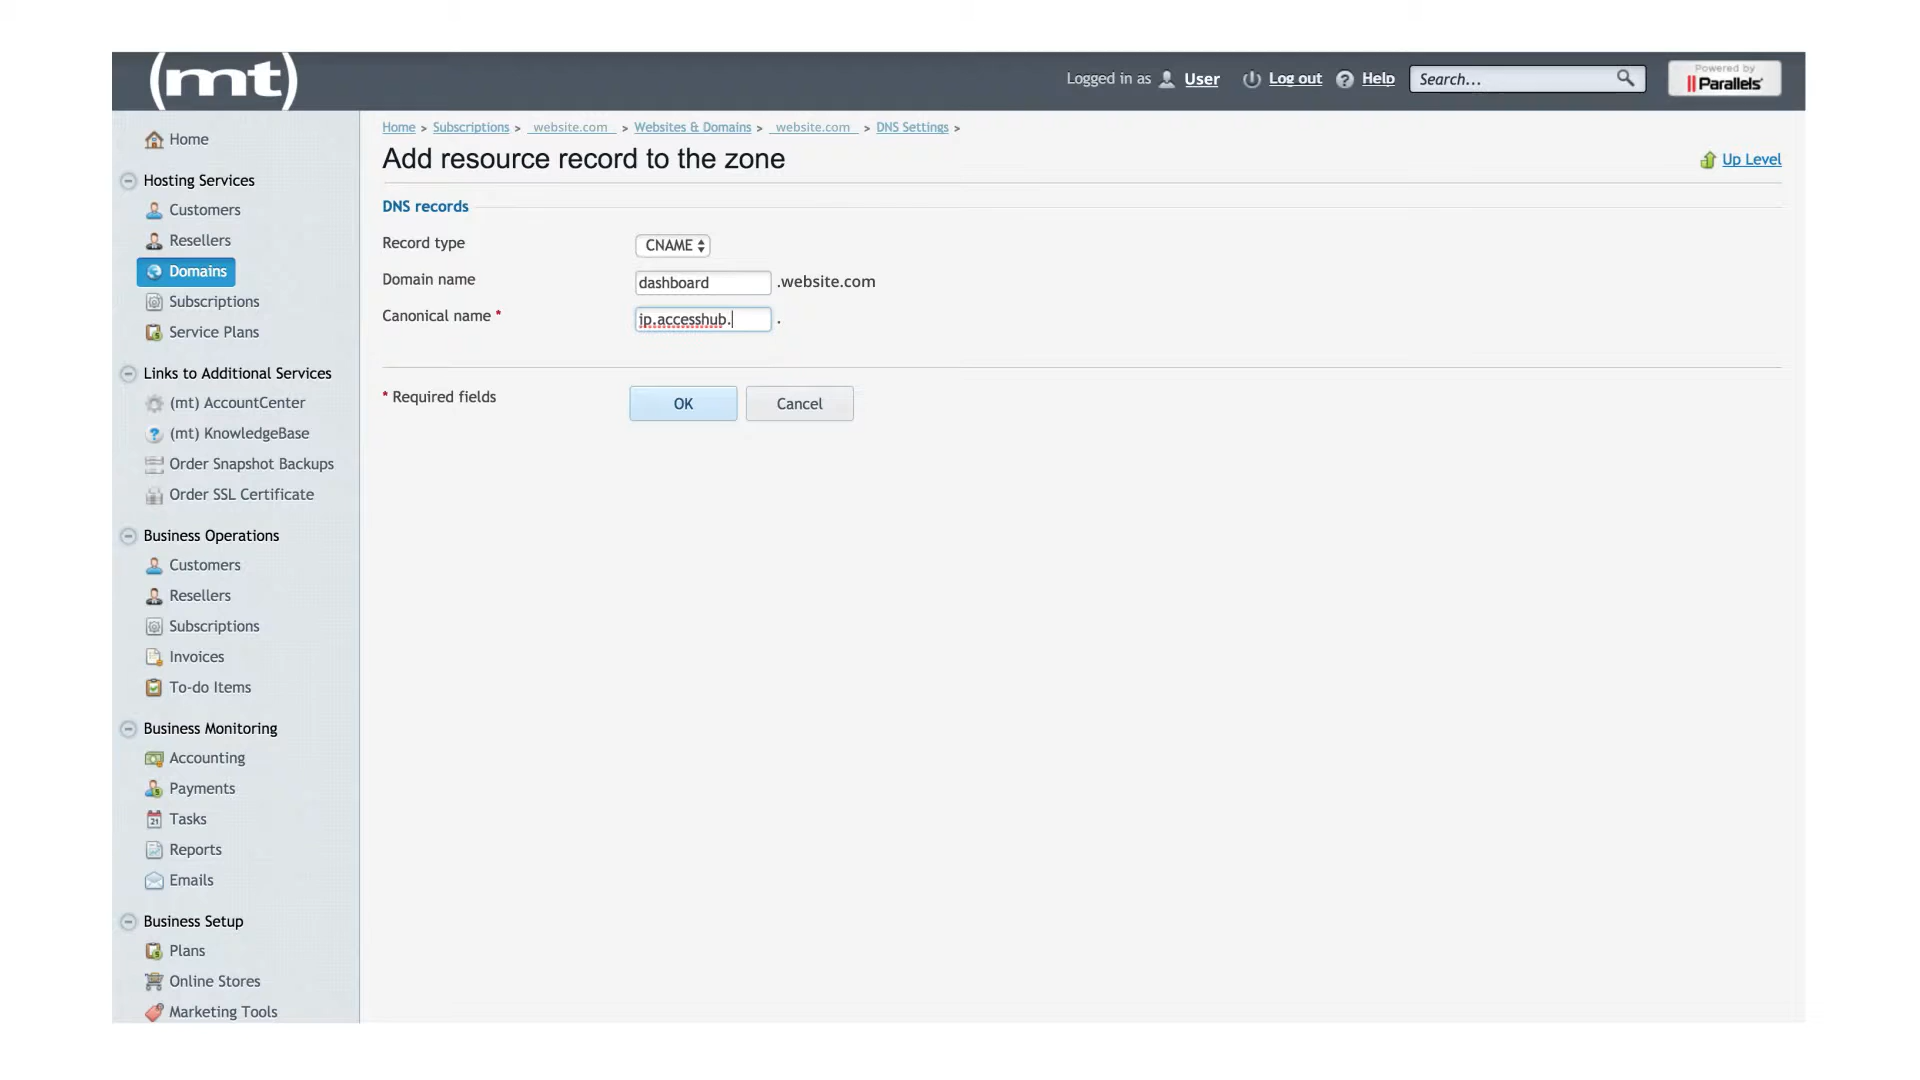 (mt)
Logged in as User Log out Help Search... Powered by
Parallels
Home > Subscriptions > website.com > Websites & Domains > website.com > DNS Settings >
Add resource record to the zone
Up Level
DNS records
Record type CNAME
Domain name dashboard .website.com
Canonical name * ip.accesshub. .
* Required fields OK Cancel
Home
Hosting Services
Customers
Resellers
Domains
Subscriptions
Service Plans
Links to Additional Services
(mt) AccountCenter
(mt) KnowledgeBase
Order Snapshot Backups
Order SSL Certificate
Business Operations
Customers
Resellers
Subscriptions
Invoices
To-do Items
Business Monitoring
Accounting
Payments
21 Tasks
Reports
Emails
Business Setup
Plans
Online Stores
Marketing Tools